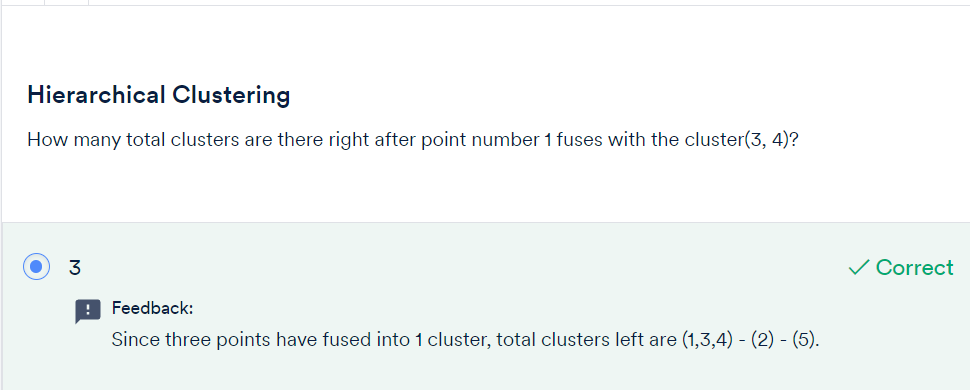 Hierarchical Clustering
How many total clusters are there right after point number 1 fuses with the cluster(3, 4)?
3
Correct
Feedback:
Since three points have fused into 1 cluster, total clusters left are (1,3,4) - (2) - (5).